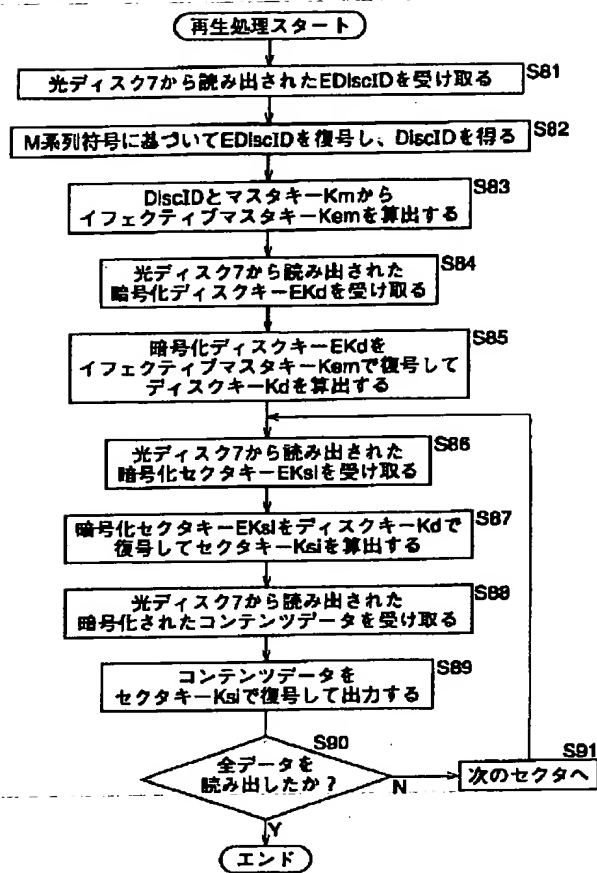 再生処理スタート
光ディスク7から読み出されたEDiscIDを受け取る
S81
M系列符号に基づいてEDiscIDを復号し、DiscIDを得る
S82
DiscIDとマスタキーKmから
イフェクティブマスタキーKemを算出する
S83
光ディスク7から読み出された
暗号化ディスクキーEKdを受け取る
S84
暗号化ディスクキーEKdを
イフェクティブマスタキーKemで復号して
ディスクキーKdを算出する
S85
光ディスク7から読み出された
暗号化セクタキーEKsiを受け取る
S86
暗号化セクタキーEKsiをディスクキーKdで
復号してセクタキーKsiを算出する
S87
光ディスク7から読み出された
暗号化されたコンテンツデータを受け取る
S88
コンテンツデータを
セクタキーKsiで復号して出力する
S89
全データを
読み出したか？
S90
N
次のセクタへ
S91
Y
エンド